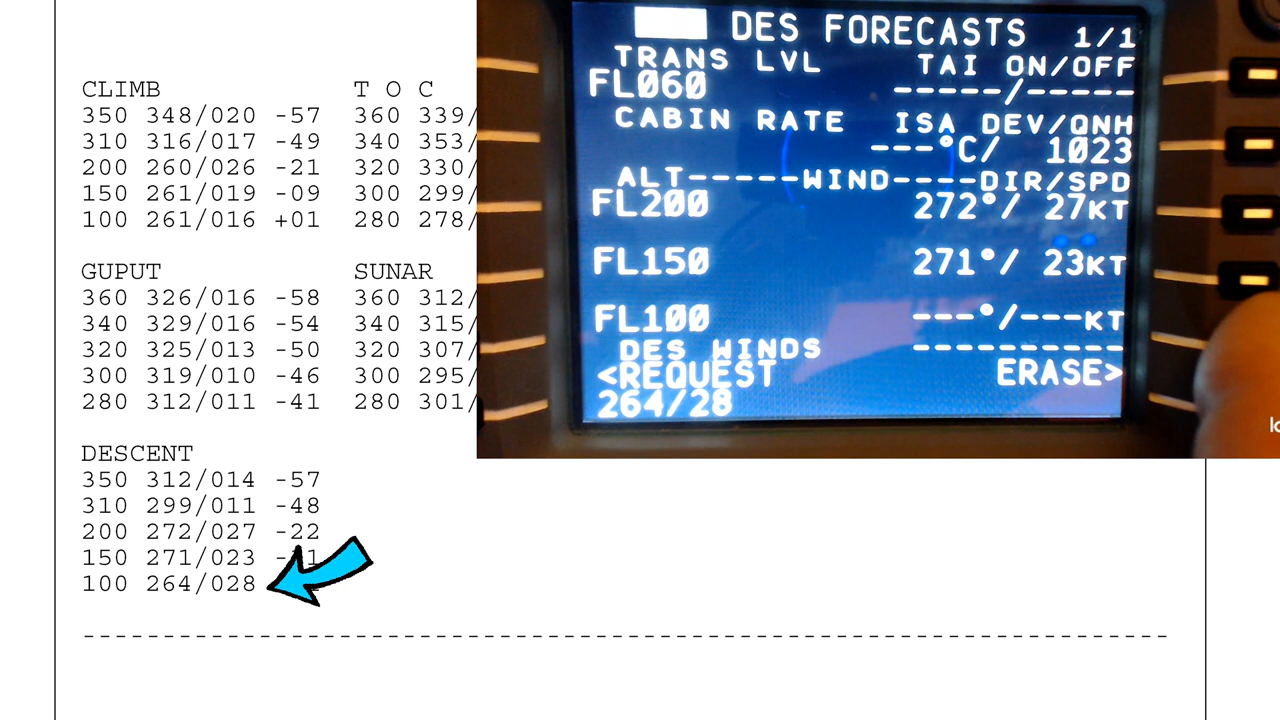 CLIMB T O C
350 348/020 -57 360 339/
310 316/017 -49 340 353/
200 260/026 -21 320 330/
150 261/019 -09 300 299/
100 261/016 +01 280 278/
GUPUT SUNAR
360 326/016 -58 360 312/
340 329/016 -54 340 315/
320 325/013 -50 320 307/
300 319/010 -46 300 295/
280 312/011 -41 280 301/
DESCENT
350 312/014 -57
310 299/011 -48
200 272/027 -22
150 271/023
100 264/028
DES FORECASTS 1/1
TRANS LVL TAI ON/OFF
FL060 -----/-----
CABIN RATE ISA DEV/QNH
---°C/ 1023
ALT-----WIND----DIR/SPD
FL200 272°/ 27KT
FL150 271°/ 23KT
FL100 ---°/---KT
DES WINDS ----------
<REQUEST ERASE>
264/28